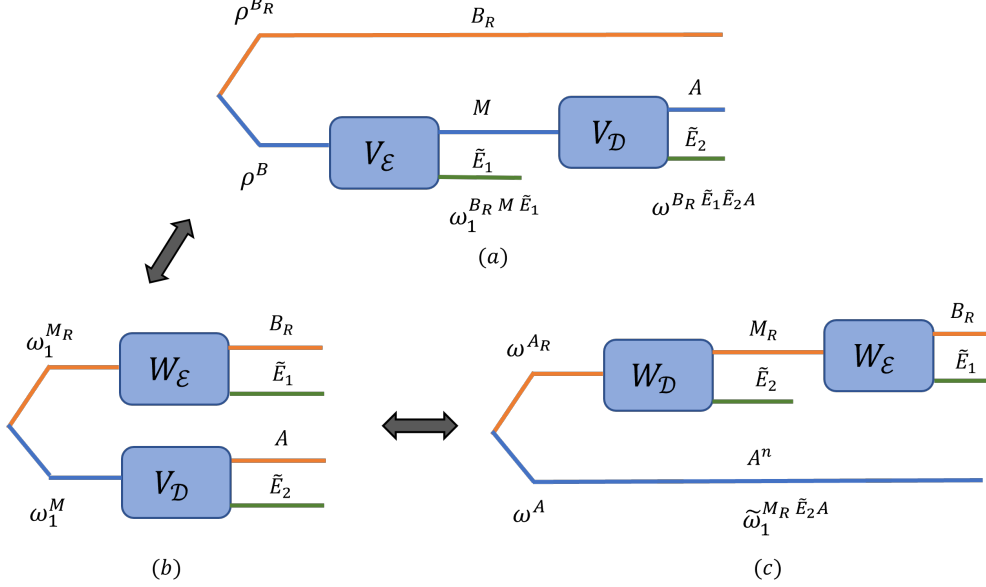 ρ^{B_R}
B_R
M
A
V_ℰ
V_𝒟
Ẽ_1
Ẽ_2
ρ^B
ω_1^{B_R M Ẽ_1}
ω^{B_R Ẽ_1 Ẽ_2 A}
(a)
ω_1^{M_R}
W_ℰ
B_R
Ẽ_1
V_𝒟
A
Ẽ_2
ω_1^M
(b)
ω^{A_R}
W_𝒟
M_R
Ẽ_2
W_ℰ
B_R
Ẽ_1
A^n
ω^A
ω̃_1^{M_R Ẽ_2 A}
(c)